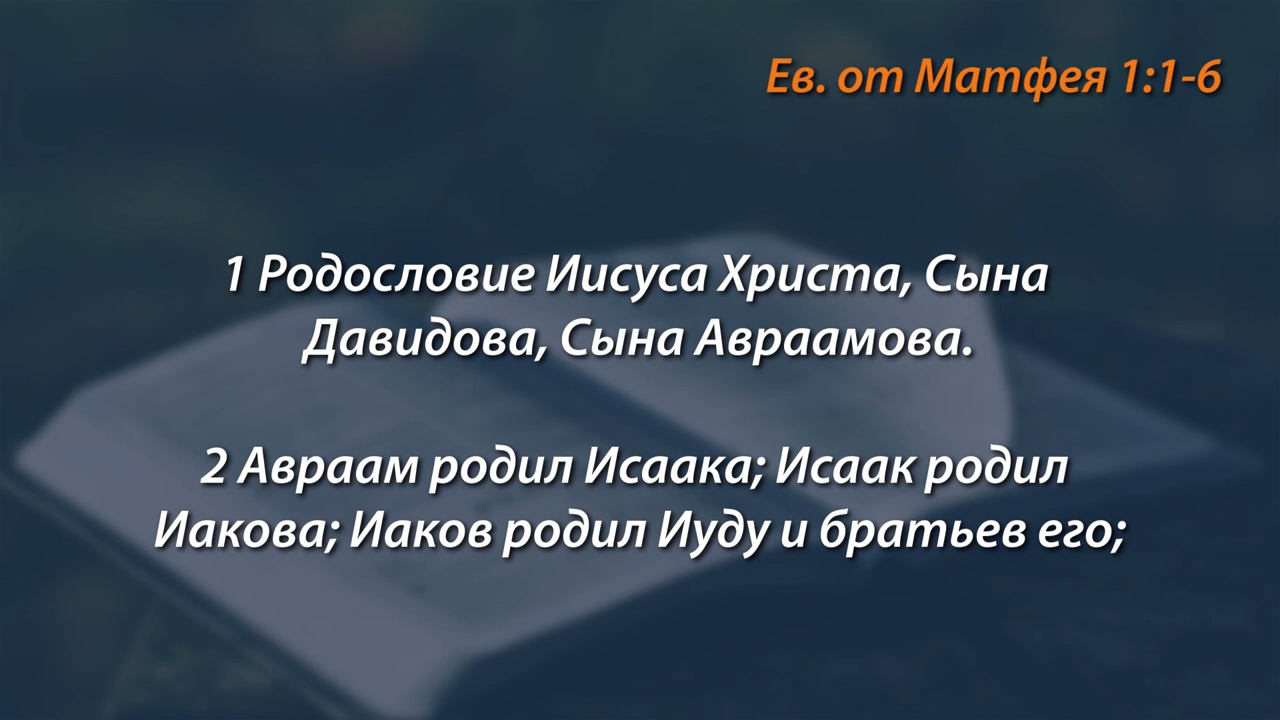 Ев. от Матфея 1:1-6
1 Родословие Иисуса Христа, Сына
Давидова, Сына Авраамова.
2 Авраам родил Исаака; Исаак родил
Иакова; Иаков родил Иуду и братьев его;